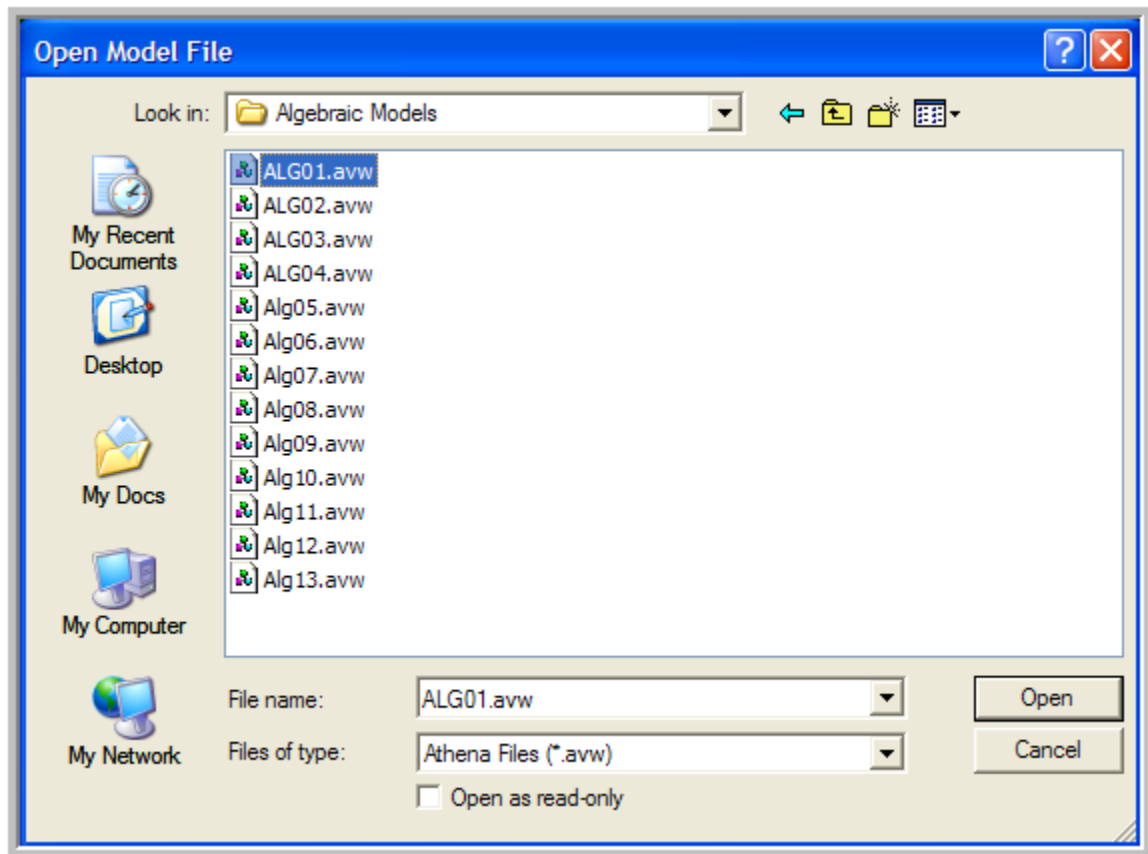 Open Model File
Look in: Algebraic Models
ALG01.avw
ALG02.avw
ALG03.avw
ALG04.avw
Alg05.avw
Alg06.avw
Alg07.avw
Alg08.avw
Alg09.avw
Alg10.avw
Alg11.avw
Alg12.avw
Alg13.avw
My Recent
Documents
Desktop
My Docs
My Computer
My Network
File name: ALG01.avw Open
Files of type: Athena Files (*.avw) Cancel
Open as read-only